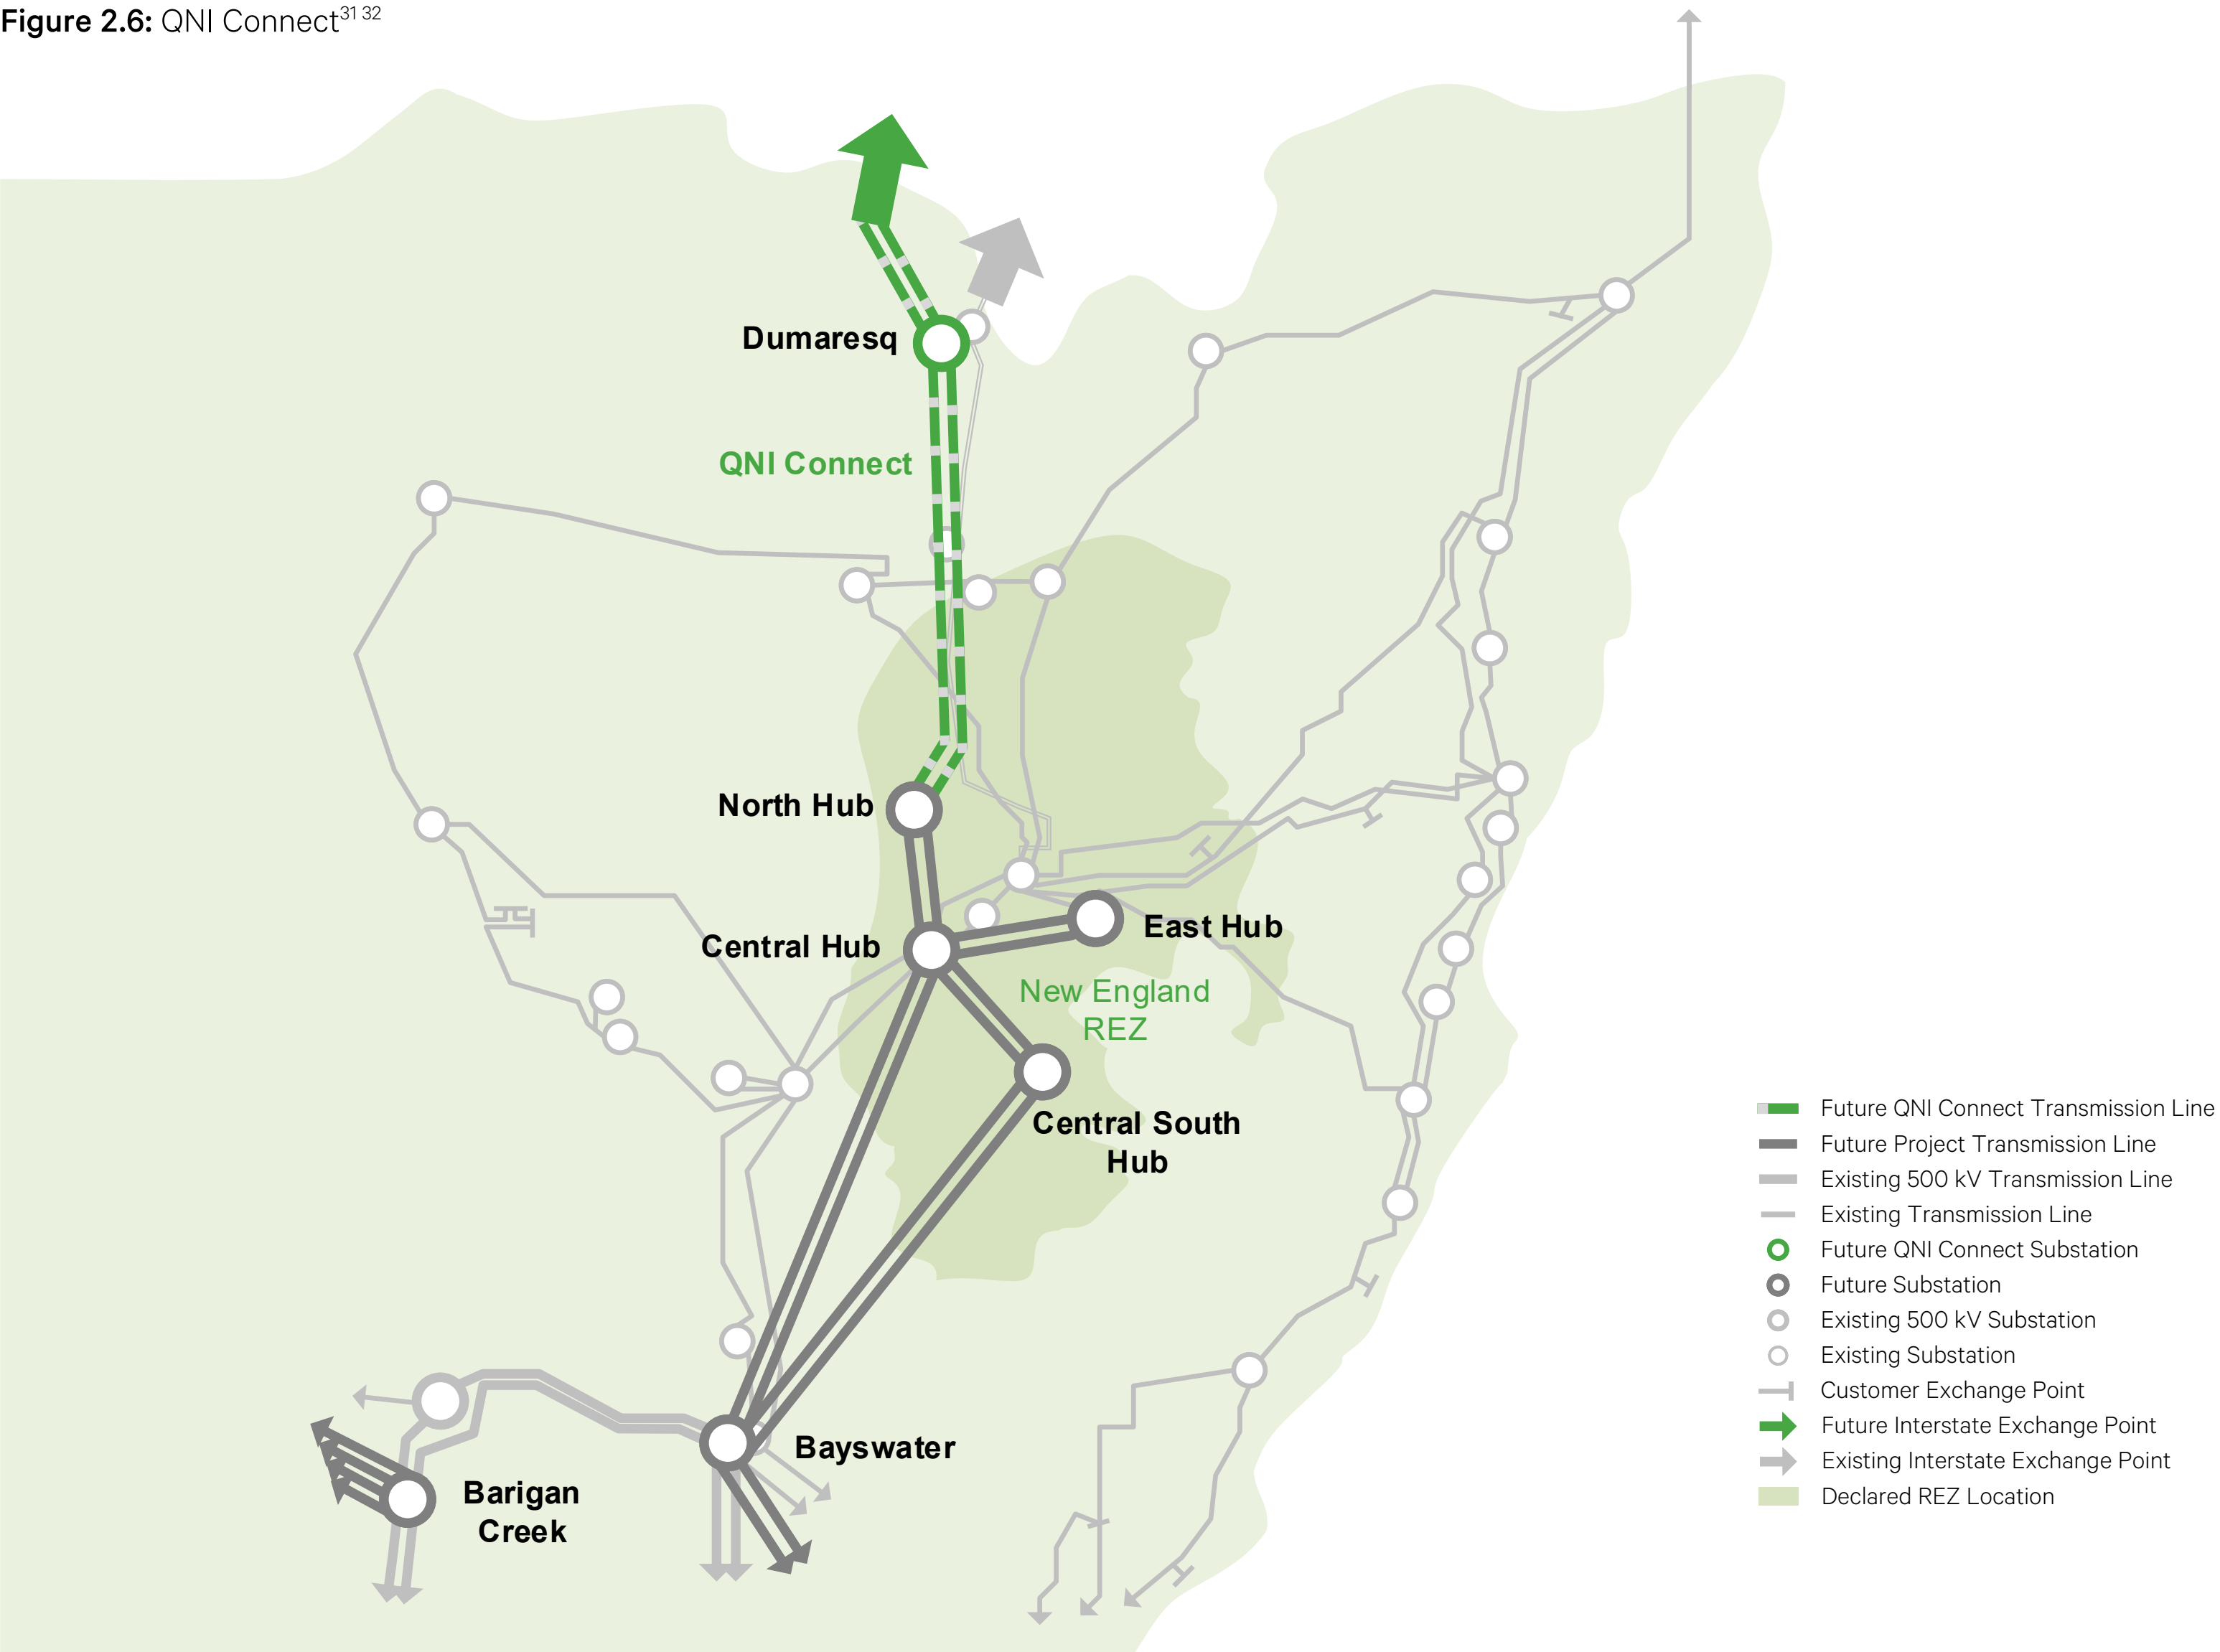 Figure 2.6: QNI Connect31 32
Dumaresq
QNI Connect
North Hub
Central Hub
East Hub
New England
REZ
Central South
Hub
Bayswater
Barigan
Creek
Future QNI Connect Transmission Line
Future Project Transmission Line
Existing 500 kV Transmission Line
Existing Transmission Line
Future QNI Connect Substation
Future Substation
Existing 500 kV Substation
Existing Substation
Customer Exchange Point
Future Interstate Exchange Point
Existing Interstate Exchange Point
Declared REZ Location